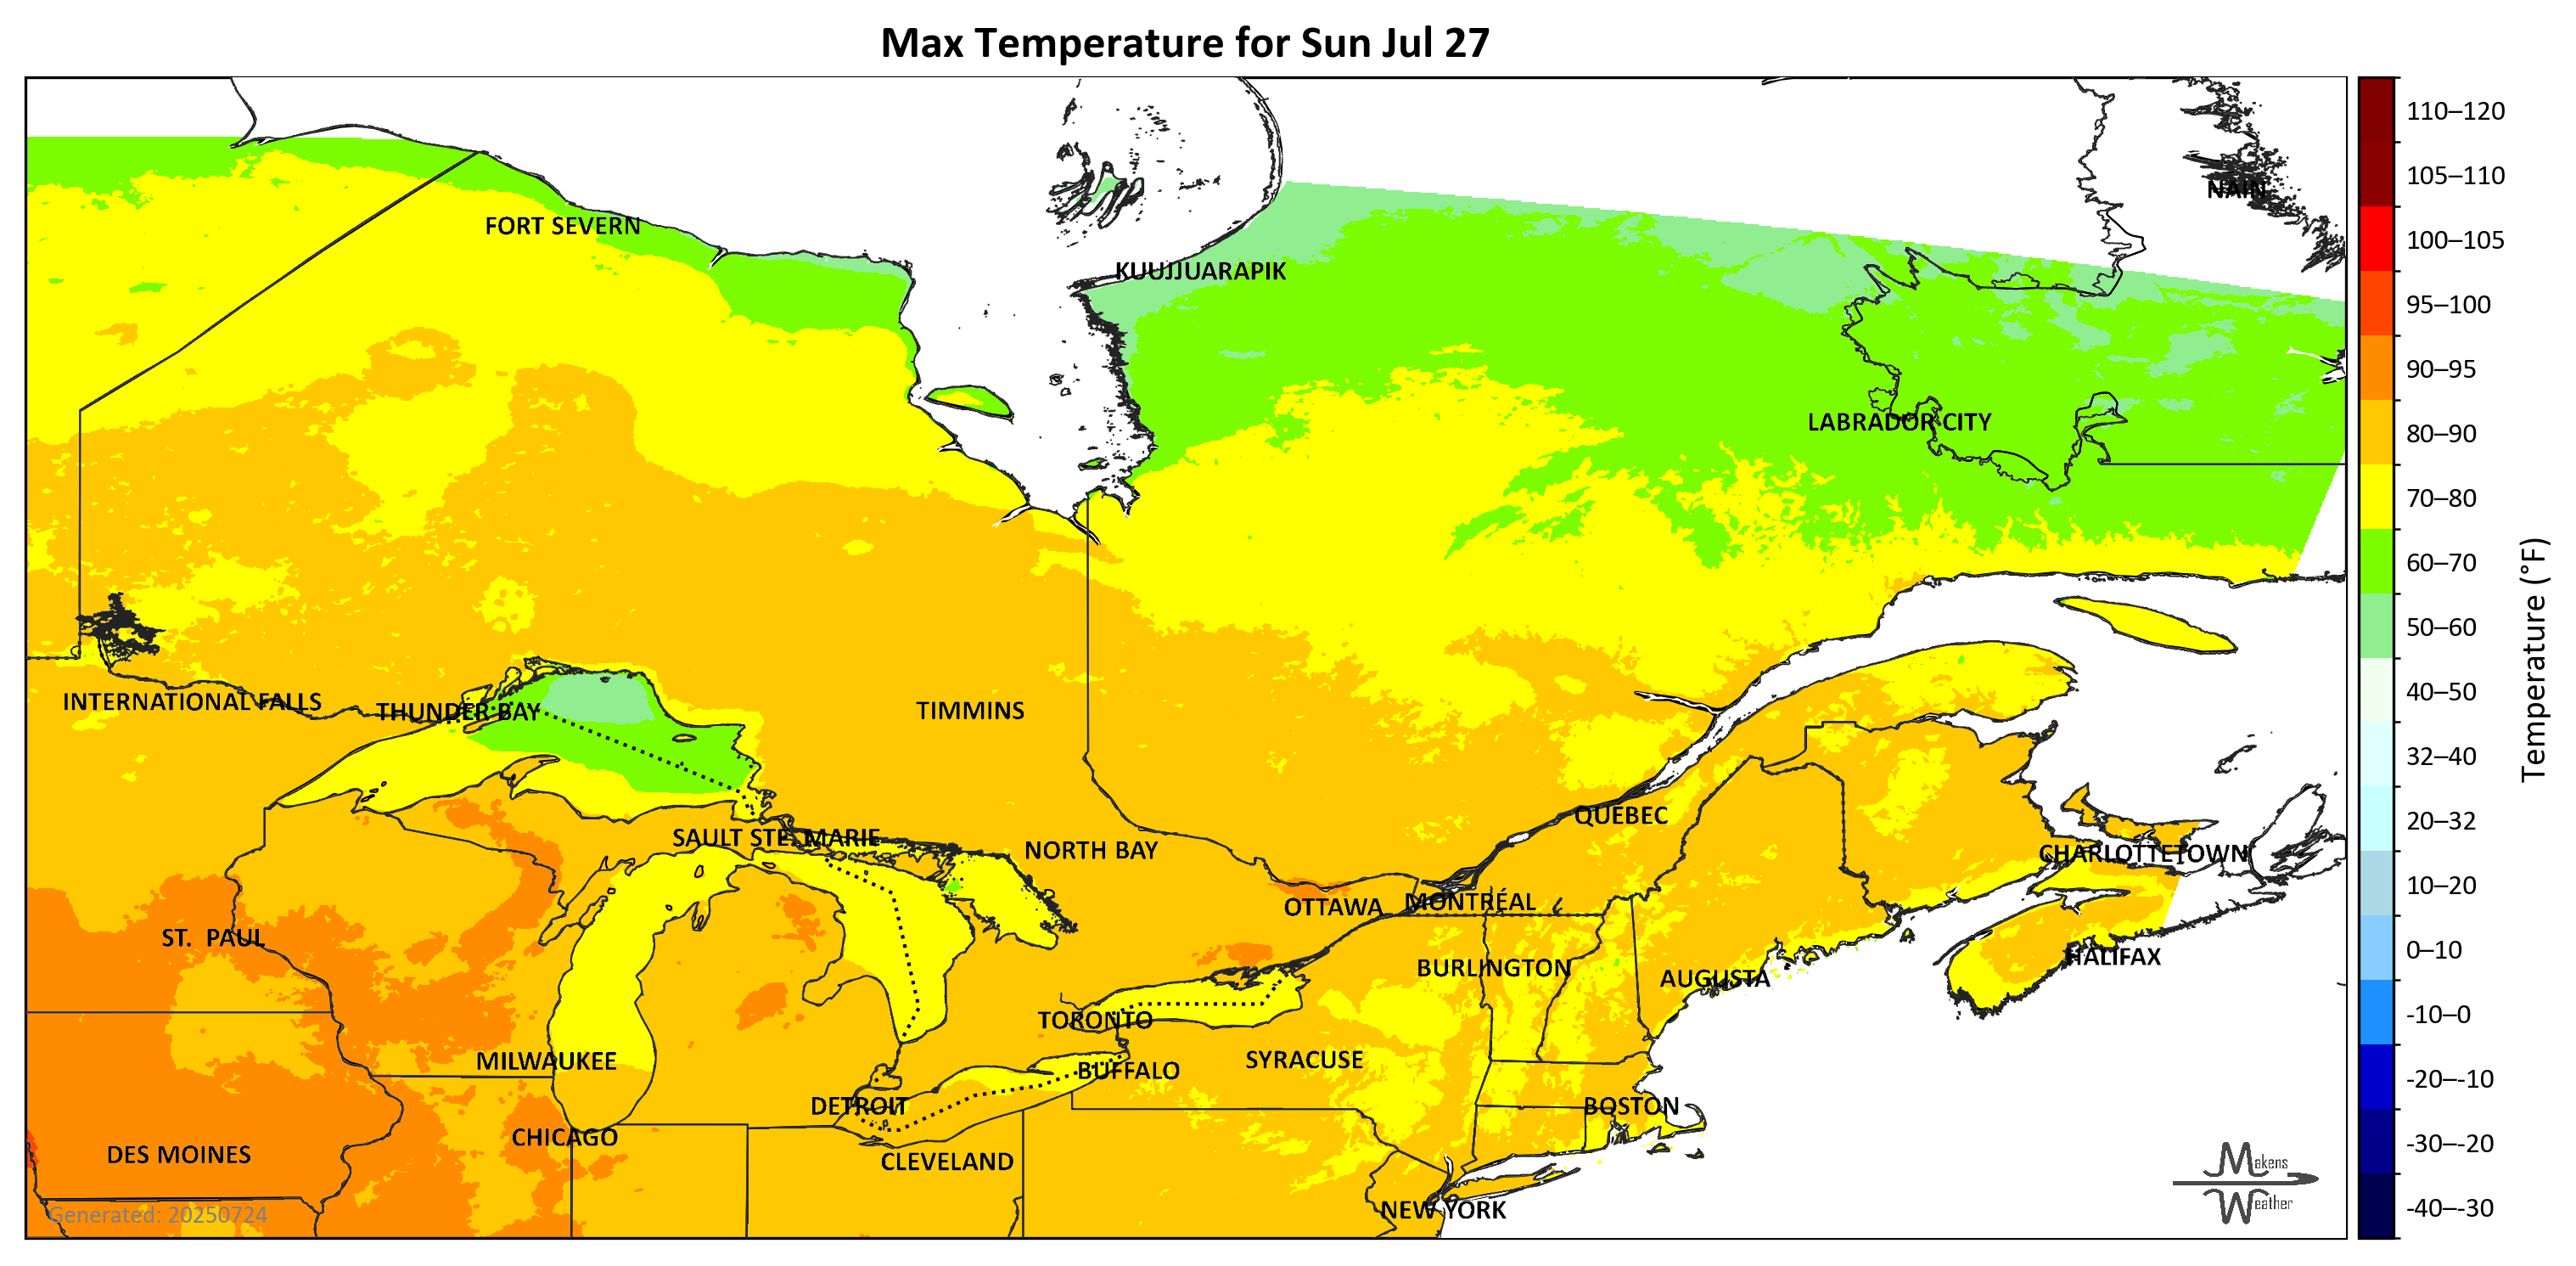 Max Temperature for Sun Jul 27
NAIN
FORT SEVERN
KUUJJUARAPIK
LABRADOR CITY
INTERNATIONAL FALLS
THUNDER BAY
TIMMINS
QUÉBEC
SAULT STE. MARIE
NORTH BAY
CHARLOTTETOWN
OTTAWA
MONTRÉAL
ST. PAUL
HALIFAX
BURLINGTON
AUGUSTA
TORONTO
MILWAUKEE
SYRACUSE
BUFFALO
DETROIT
BOSTON
CHICAGO
DES MOINES
CLEVELAND
NEW YORK
Generated: 20250724
Makens
Weather
110–120
105–110
100–105
95–100
90–95
80–90
70–80
60–70
50–60
40–50
32–40
20–32
10–20
0–10
-10–0
-20–-10
-30–-20
-40–-30
Temperature (°F)